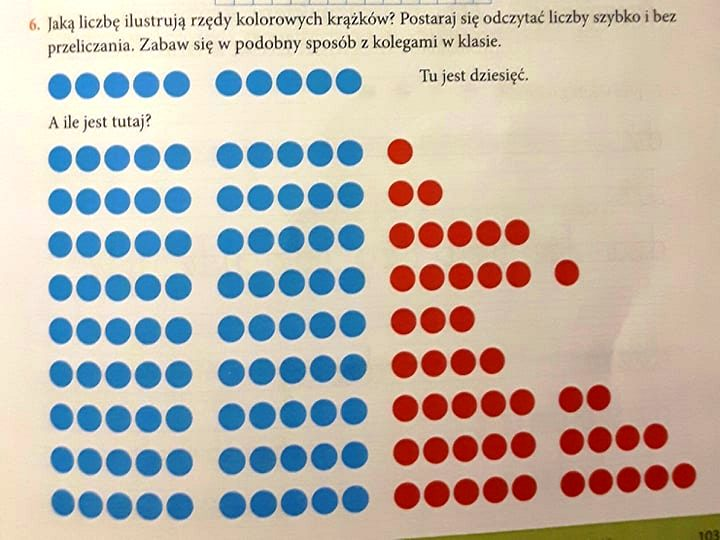 6. Jaką liczbę ilustrują rzędy kolorowych krążków? Postaraj się odczytać liczby szybko i bez
przeliczania. Zabaw się w podobny sposób z kolegami w klasie.
Tu jest dziesięć.
A ile jest tutaj?
103